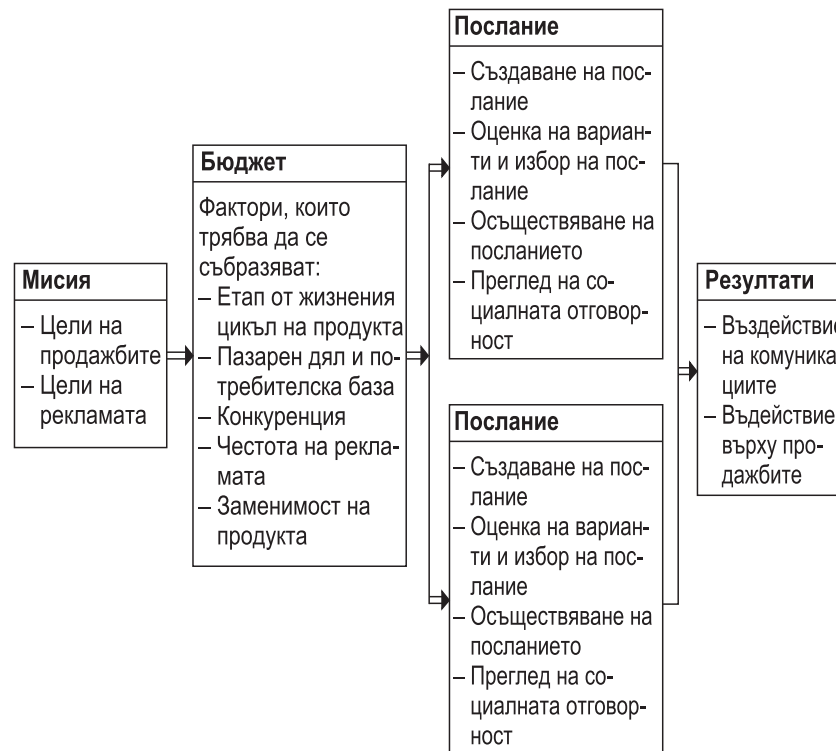 Мисия
– Цели на
продажбите
– Цели на
рекламата
Бюджет
Фактори, които
трябва да се
съобразяват:
– Етап от жизнения
цикъл на продукта
– Пазарен дял и по-
требителска база
– Конкуренция
– Честота на рекла-
мата
– Заменимост на
продукта
Послание
– Създаване на пос-
лание
– Оценка на вариан-
ти и избор на пос-
лание
– Осъществяване на
посланието
– Преглед на со-
циалната отговор-
ност
Послание
– Създаване на пос-
лание
– Оценка на вариан-
ти и избор на пос-
лание
– Осъществяване на
посланието
– Преглед на со-
циалната отговор-
ност
Резултати
– Въздействие
на комуника
циите
– Въдействие
върху про-
дажбите